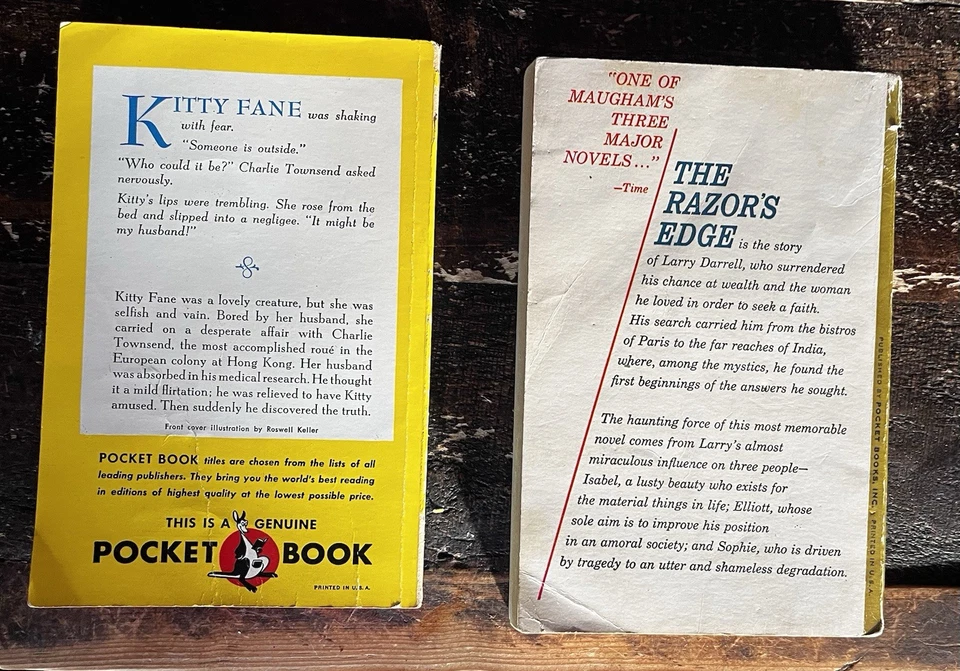 KITTY FANE was shaking
with fear.
"Someone is outside."
"Who could it be?" Charlie Townsend asked
nervously.
Kitty's lips were trembling. She rose from the
bed and slipped into a negligee. "It might be
my husband!"
Kitty Fane was a lovely creature, but she was
selfish and vain. Bored by her husband, she
carried on a desperate affair with Charlie
Townsend, the most accomplished roué in the
European colony at Hong Kong. Her husband
was absorbed in his medical research. He thought
it a mild flirtation; he was relieved to have Kitty
amused. Then suddenly he discovered the truth.
Front cover illustration by Roswell Keller
POCKET BOOK titles are chosen from the lists of all
leading publishers. They bring you the world's best reading
in editions of highest quality at the lowest possible price.
THIS IS A GENUINE
POCKET BOOK
PRINTED IN U.S.A.
"ONE OF
MAUGHAM'S
THREE
MAJOR
NOVELS..."
—Time
THE
RAZOR'S
EDGE is the story
of Larry Darrell, who surrendered
his chance at wealth and the woman
he loved in order to seek a faith.
His search carried him from the bistros
of Paris to the far reaches of India,
where, among the mystics, he found the
first beginnings of the answers he sought.
The haunting force of this most memorable
novel comes from Larry's almost
miraculous influence on three people—
Isabel, a lusty beauty who exists for
the material things in life; Elliott, whose
sole aim is to improve his position
in an amoral society; and Sophie, who is driven
by tragedy to an utter and shameless degradation.
PUBLISHED BY POCKET BOOKS, INC. PRINTED IN U.S.A.